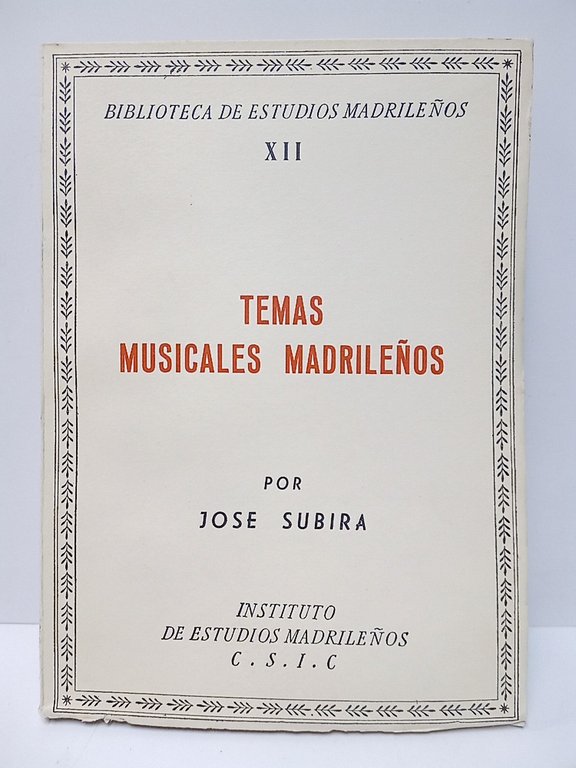 BIBLIOTECA DE ESTUDIOS MADRILEÑOS
XII
TEMAS
MUSICALES MADRILEÑOS
POR
JOSE SUBIRA
INSTITUTO
DE ESTUDIOS MADRILEÑOS
C . S . I . C